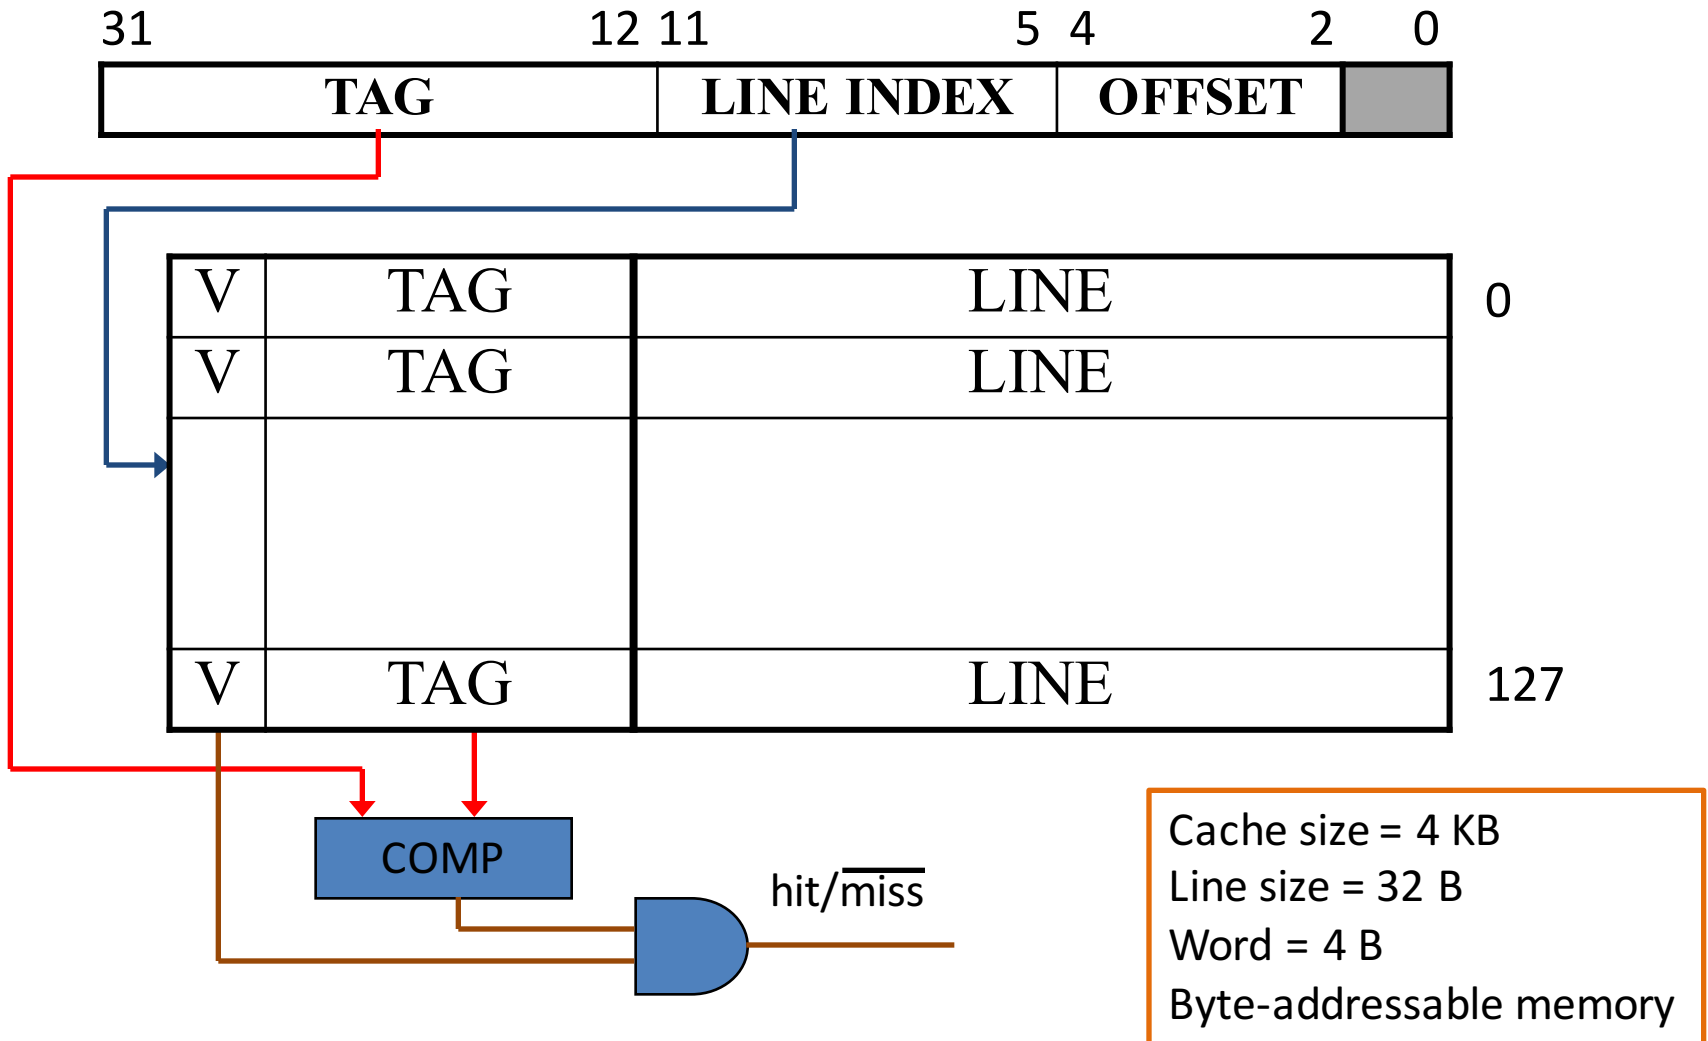 31 12 11 5 4 2 0
TAG LINE INDEX OFFSET
V TAG LINE 0
V TAG LINE
V TAG LINE 127
COMP
hit/miss
Cache size = 4 KB
Line size = 32 B
Word = 4 B
Byte-addressable memory